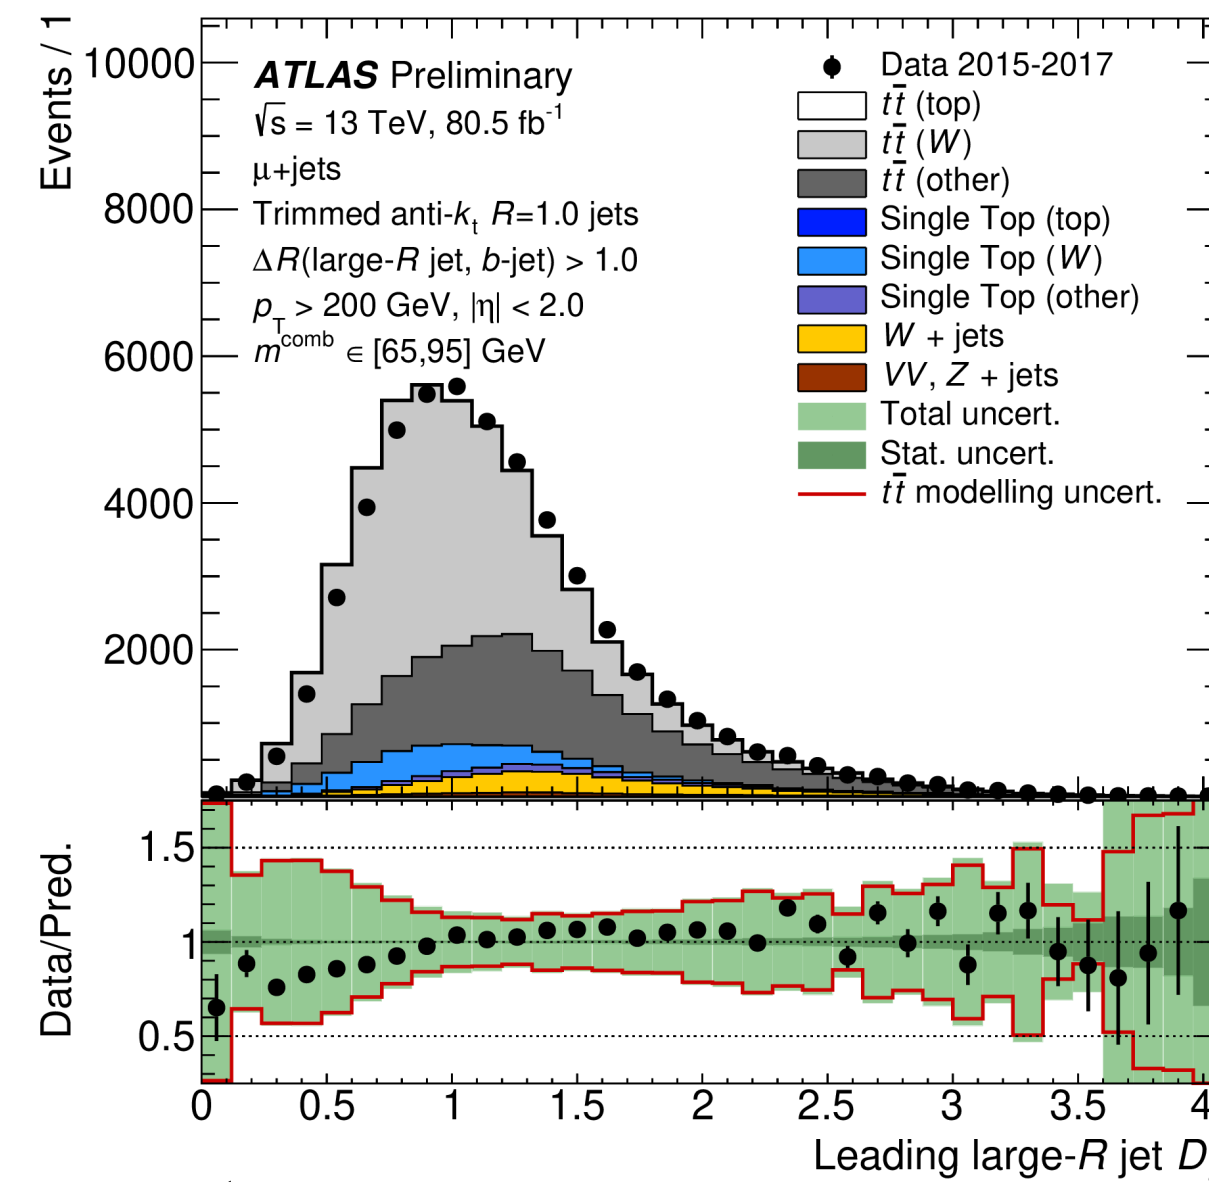 Events / 1
10000
8000
6000
4000
2000
ATLAS Preliminary
√s = 13 TeV, 80.5 fb⁻¹
μ+jets
Trimmed anti-kₜ R=1.0 jets
ΔR(large-R jet, b-jet) > 1.0
p_T > 200 GeV, |η| < 2.0
m^comb ∈ [65,95] GeV
Data 2015-2017
tt̄ (top)
tt̄ (W)
tt̄ (other)
Single Top (top)
Single Top (W)
Single Top (other)
W + jets
VV, Z + jets
Total uncert.
Stat. uncert.
tt̄ modelling uncert.
Data/Pred.
1.5
1
0.5
0 0.5 1 1.5 2 2.5 3 3.5 4
Leading large-R jet D